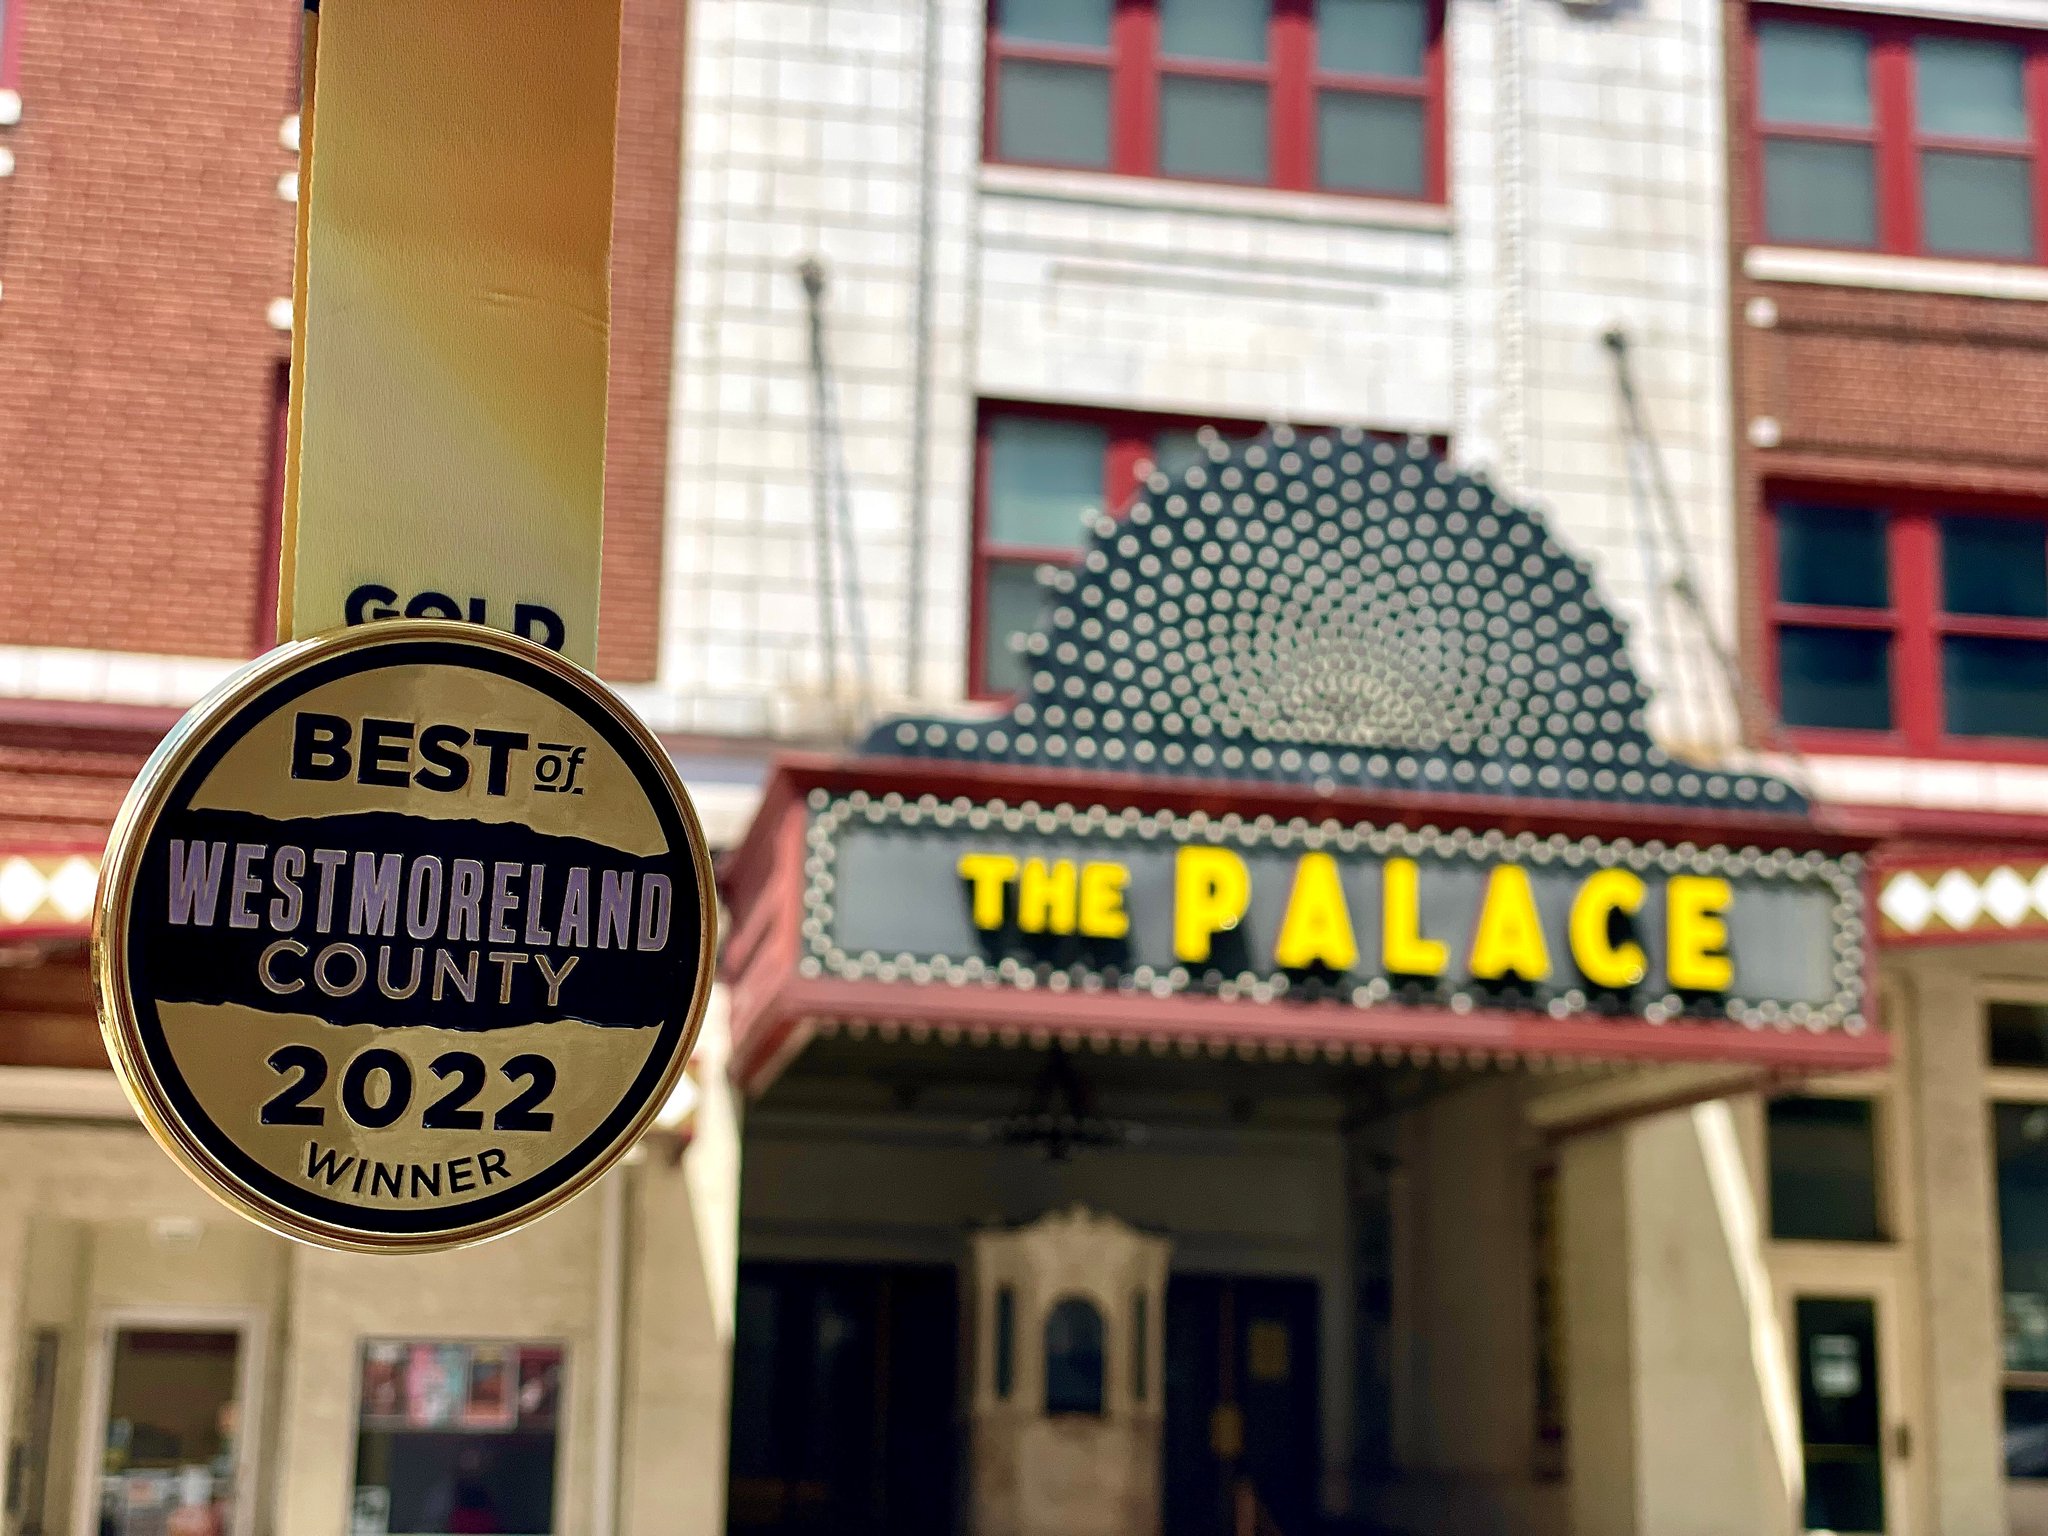 GOLD
BEST of
WESTMORELAND
COUNTY
2022
WINNER
THE PALACE